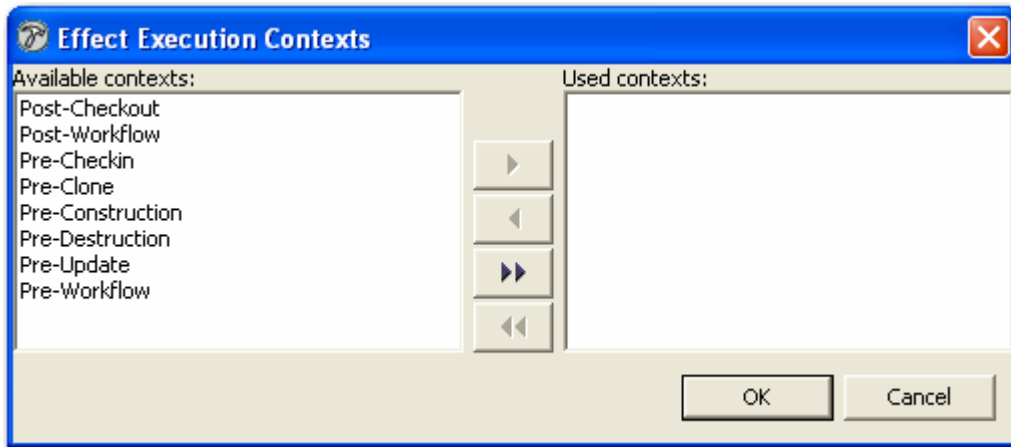 Effect Execution Contexts
Available contexts:
Used contexts:
Post-Checkout
Post-Workflow
Pre-Checkin
Pre-Clone
Pre-Construction
Pre-Destruction
Pre-Update
Pre-Workflow
OK
Cancel